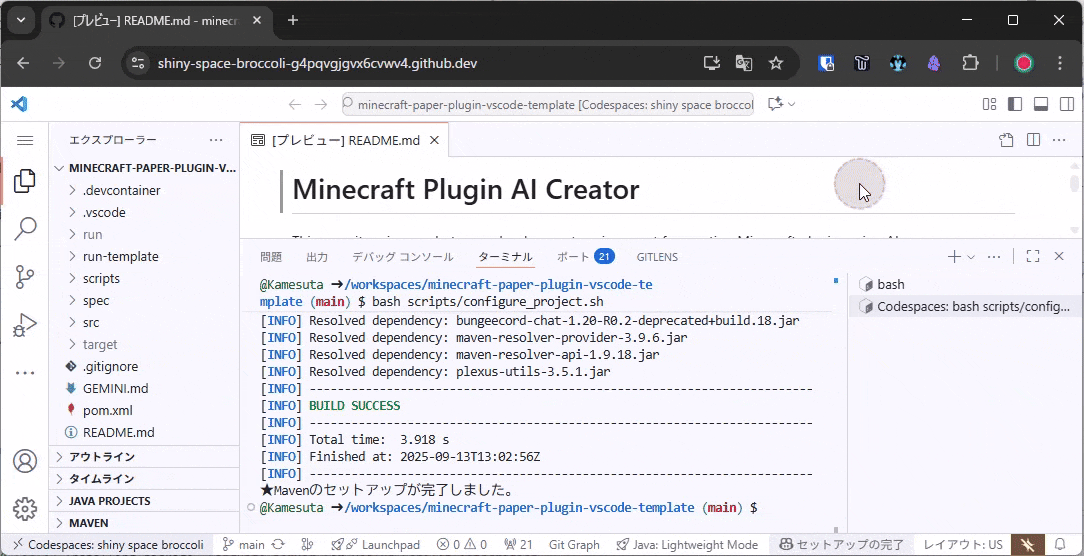 [プレビュー] README.md - minecr
shiny-space-broccoli-g4pqvgjgvx6cvwv4.github.dev
minecraft-paper-plugin-vscode-template [Codespaces: shiny space broccol
エクスプローラー
[プレビュー] README.md
MINECRAFT-PAPER-PLUGIN-V...
.devcontainer
.vscode
run
run-template
scripts
spec
src
target
.gitignore
GEMINI.md
pom.xml
README.md
アウトライン
タイムライン
JAVA PROJECTS
MAVEN
Minecraft Plugin AI Creator
問題 出力 デバッグ コンソール ターミナル ポート 21 GITLENS
@Kamesuta ➜/workspaces/minecraft-paper-plugin-vscode-te
mplate (main) $ bash scripts/configure_project.sh
[INFO] Resolved dependency: bungeecord-chat-1.20-R0.2-deprecated+build.18.jar
[INFO] Resolved dependency: maven-resolver-provider-3.9.6.jar
[INFO] Resolved dependency: maven-resolver-api-1.9.18.jar
[INFO] Resolved dependency: plexus-utils-3.5.1.jar
[INFO] ------------------------------------------------------------------------
[INFO] BUILD SUCCESS
[INFO] ------------------------------------------------------------------------
[INFO] Total time:  3.918 s
[INFO] Finished at: 2025-09-13T13:02:56Z
[INFO] ------------------------------------------------------------------------
★Mavenのセットアップが完了しました。
@Kamesuta ➜/workspaces/minecraft-paper-plugin-vscode-template (main) $
bash
Codespaces: bash scripts/config...
Codespaces: shiny space broccoli main Launchpad 0 0 21 Git Graph Java: Lightweight Mode セットアップの完了 レイアウト: US